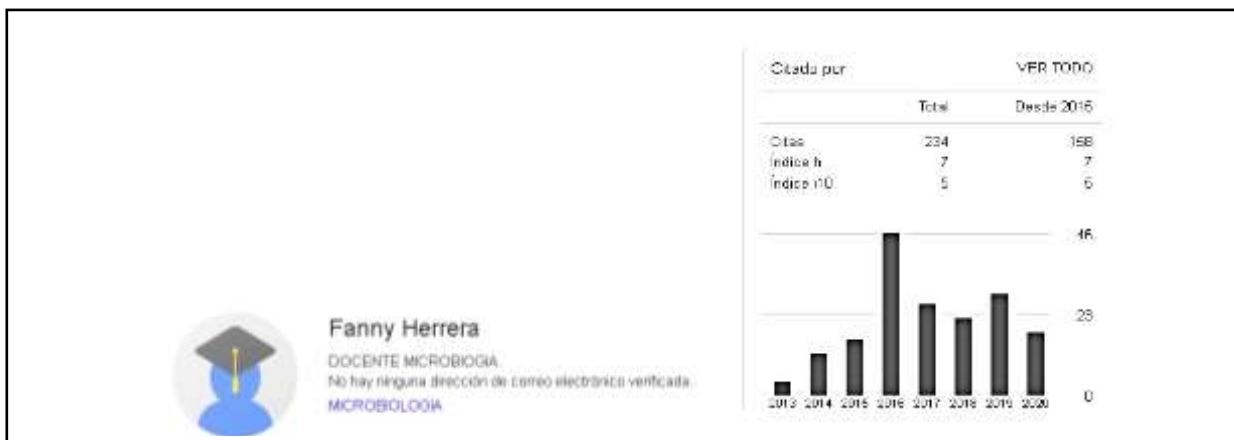 Citado por VER TODO
Total Desde 2015
Citas 234 168
Índice h 7 7
Índice i10 5 5
46
23
0
2013 2014 2015 2016 2017 2018 2019 2020
Fanny Herrera
DOCENTE MICROBIOGIA
No hay ninguna dirección de correo electrónico verificada.
MICROBIOLOGIA